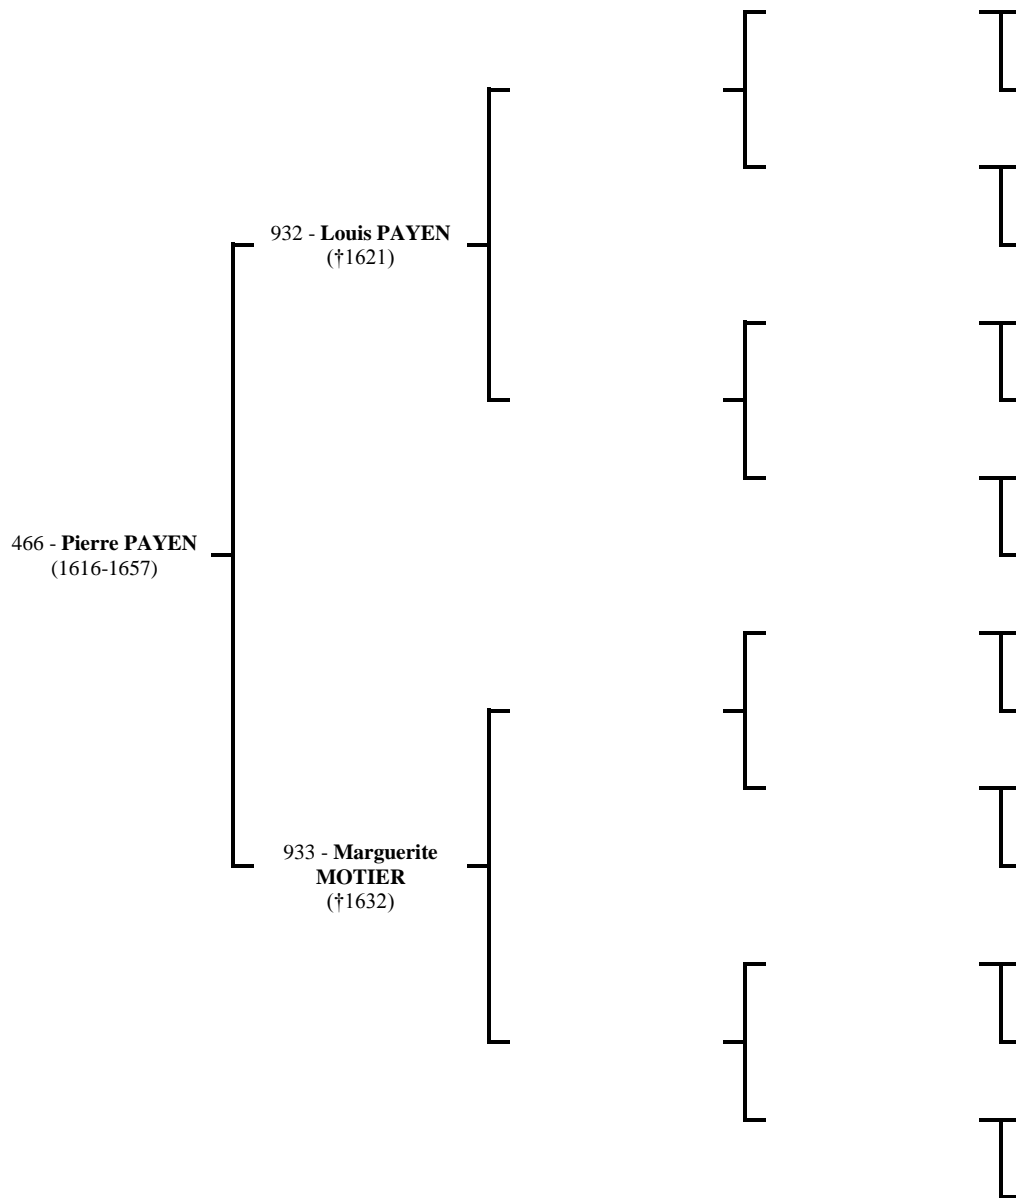 932 - Louis PAYEN
(†1621)
466 - Pierre PAYEN
(1616-1657)
933 - Marguerite
MOTIER
(†1632)